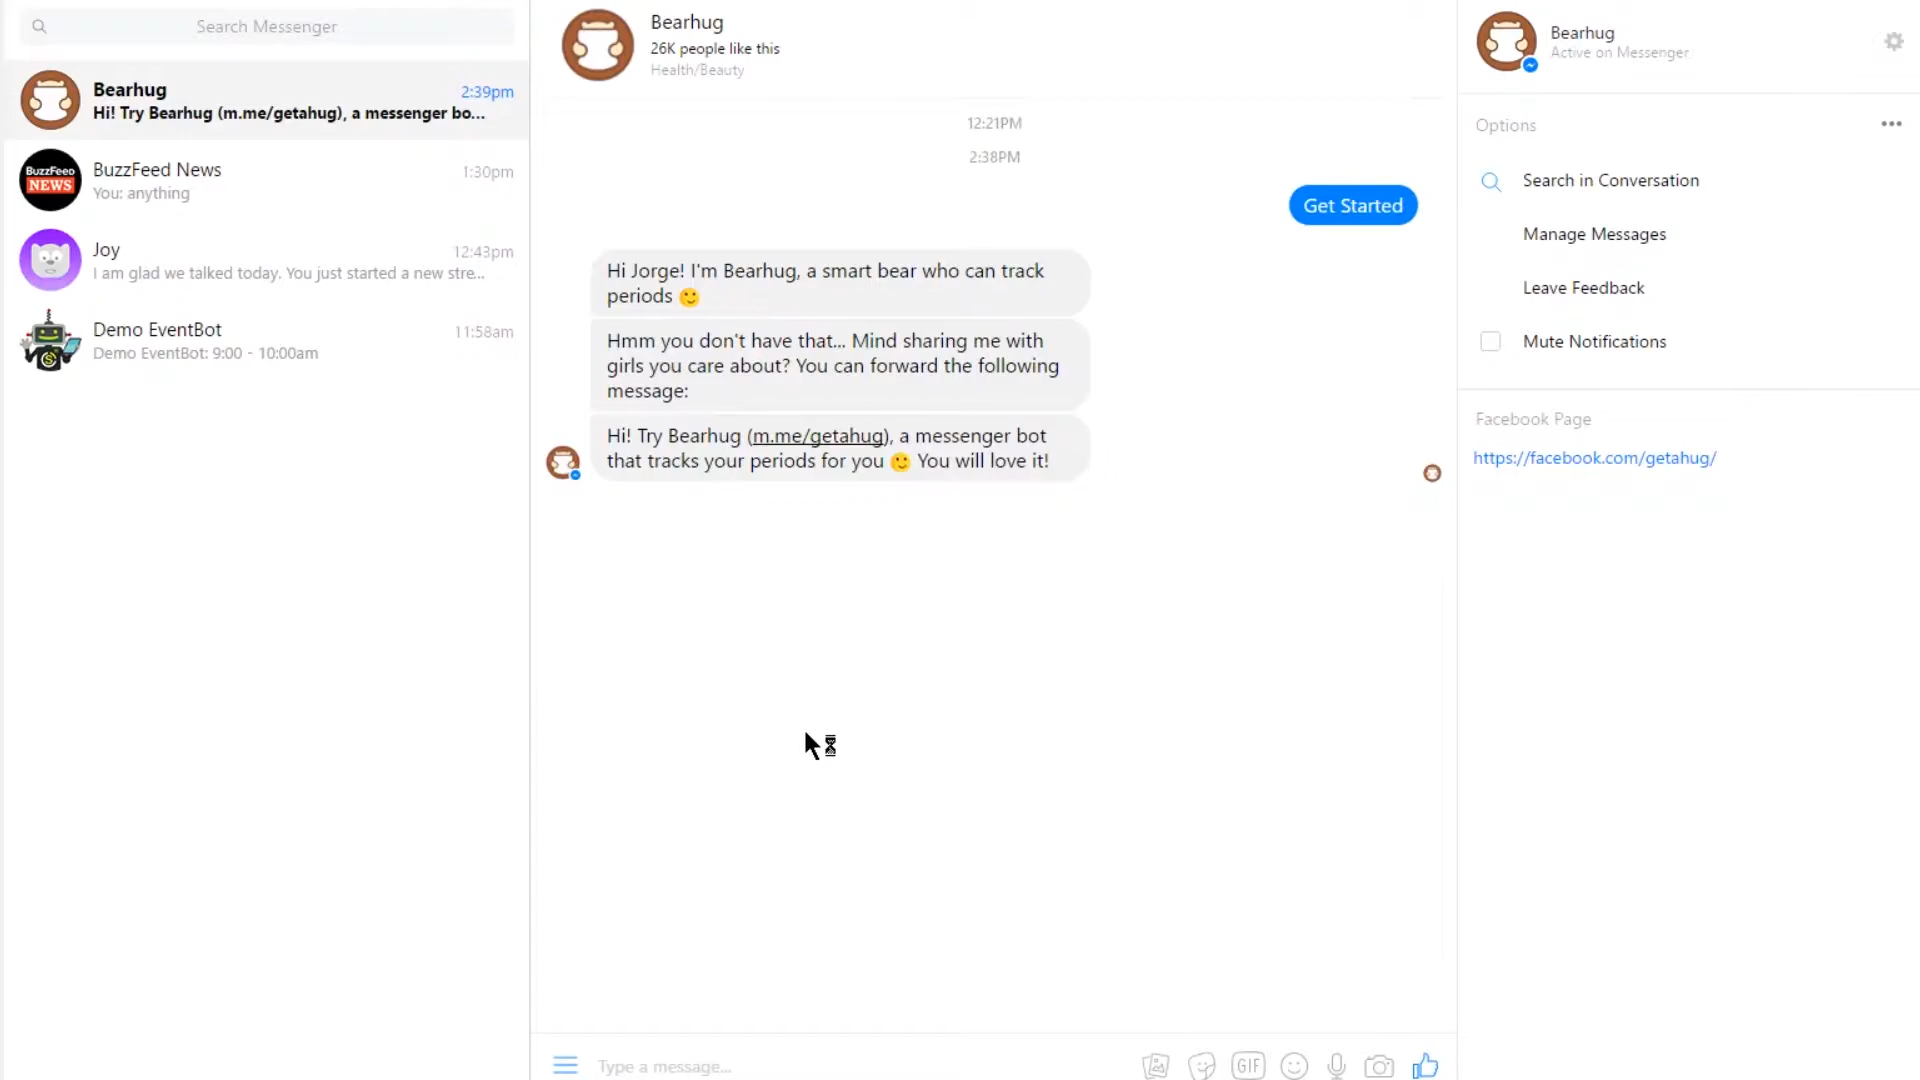 Search Messenger
Bearhug
2:39pm
Hi! Try Bearhug (m.me/getahug), a messenger bo...
BuzzFeed NEWS
BuzzFeed News
1:30pm
You: anything
Joy
12:43pm
I am glad we talked today. You just started a new stre...
Demo EventBot
11:58am
Demo EventBot: 9:00 - 10:00am
Bearhug
26K people like this
Health/Beauty
12:21PM
2:38PM
Get Started
Hi Jorge! I'm Bearhug, a smart bear who can track
periods 🙂
Hmm you don't have that... Mind sharing me with
girls you care about? You can forward the following
message:
Hi! Try Bearhug (m.me/getahug), a messenger bot
that tracks your periods for you 🙂 You will love it!
Type a message...
GIF
Bearhug
Active on Messenger
Options
Search in Conversation
Manage Messages
Leave Feedback
Mute Notifications
Facebook Page
https://facebook.com/getahug/